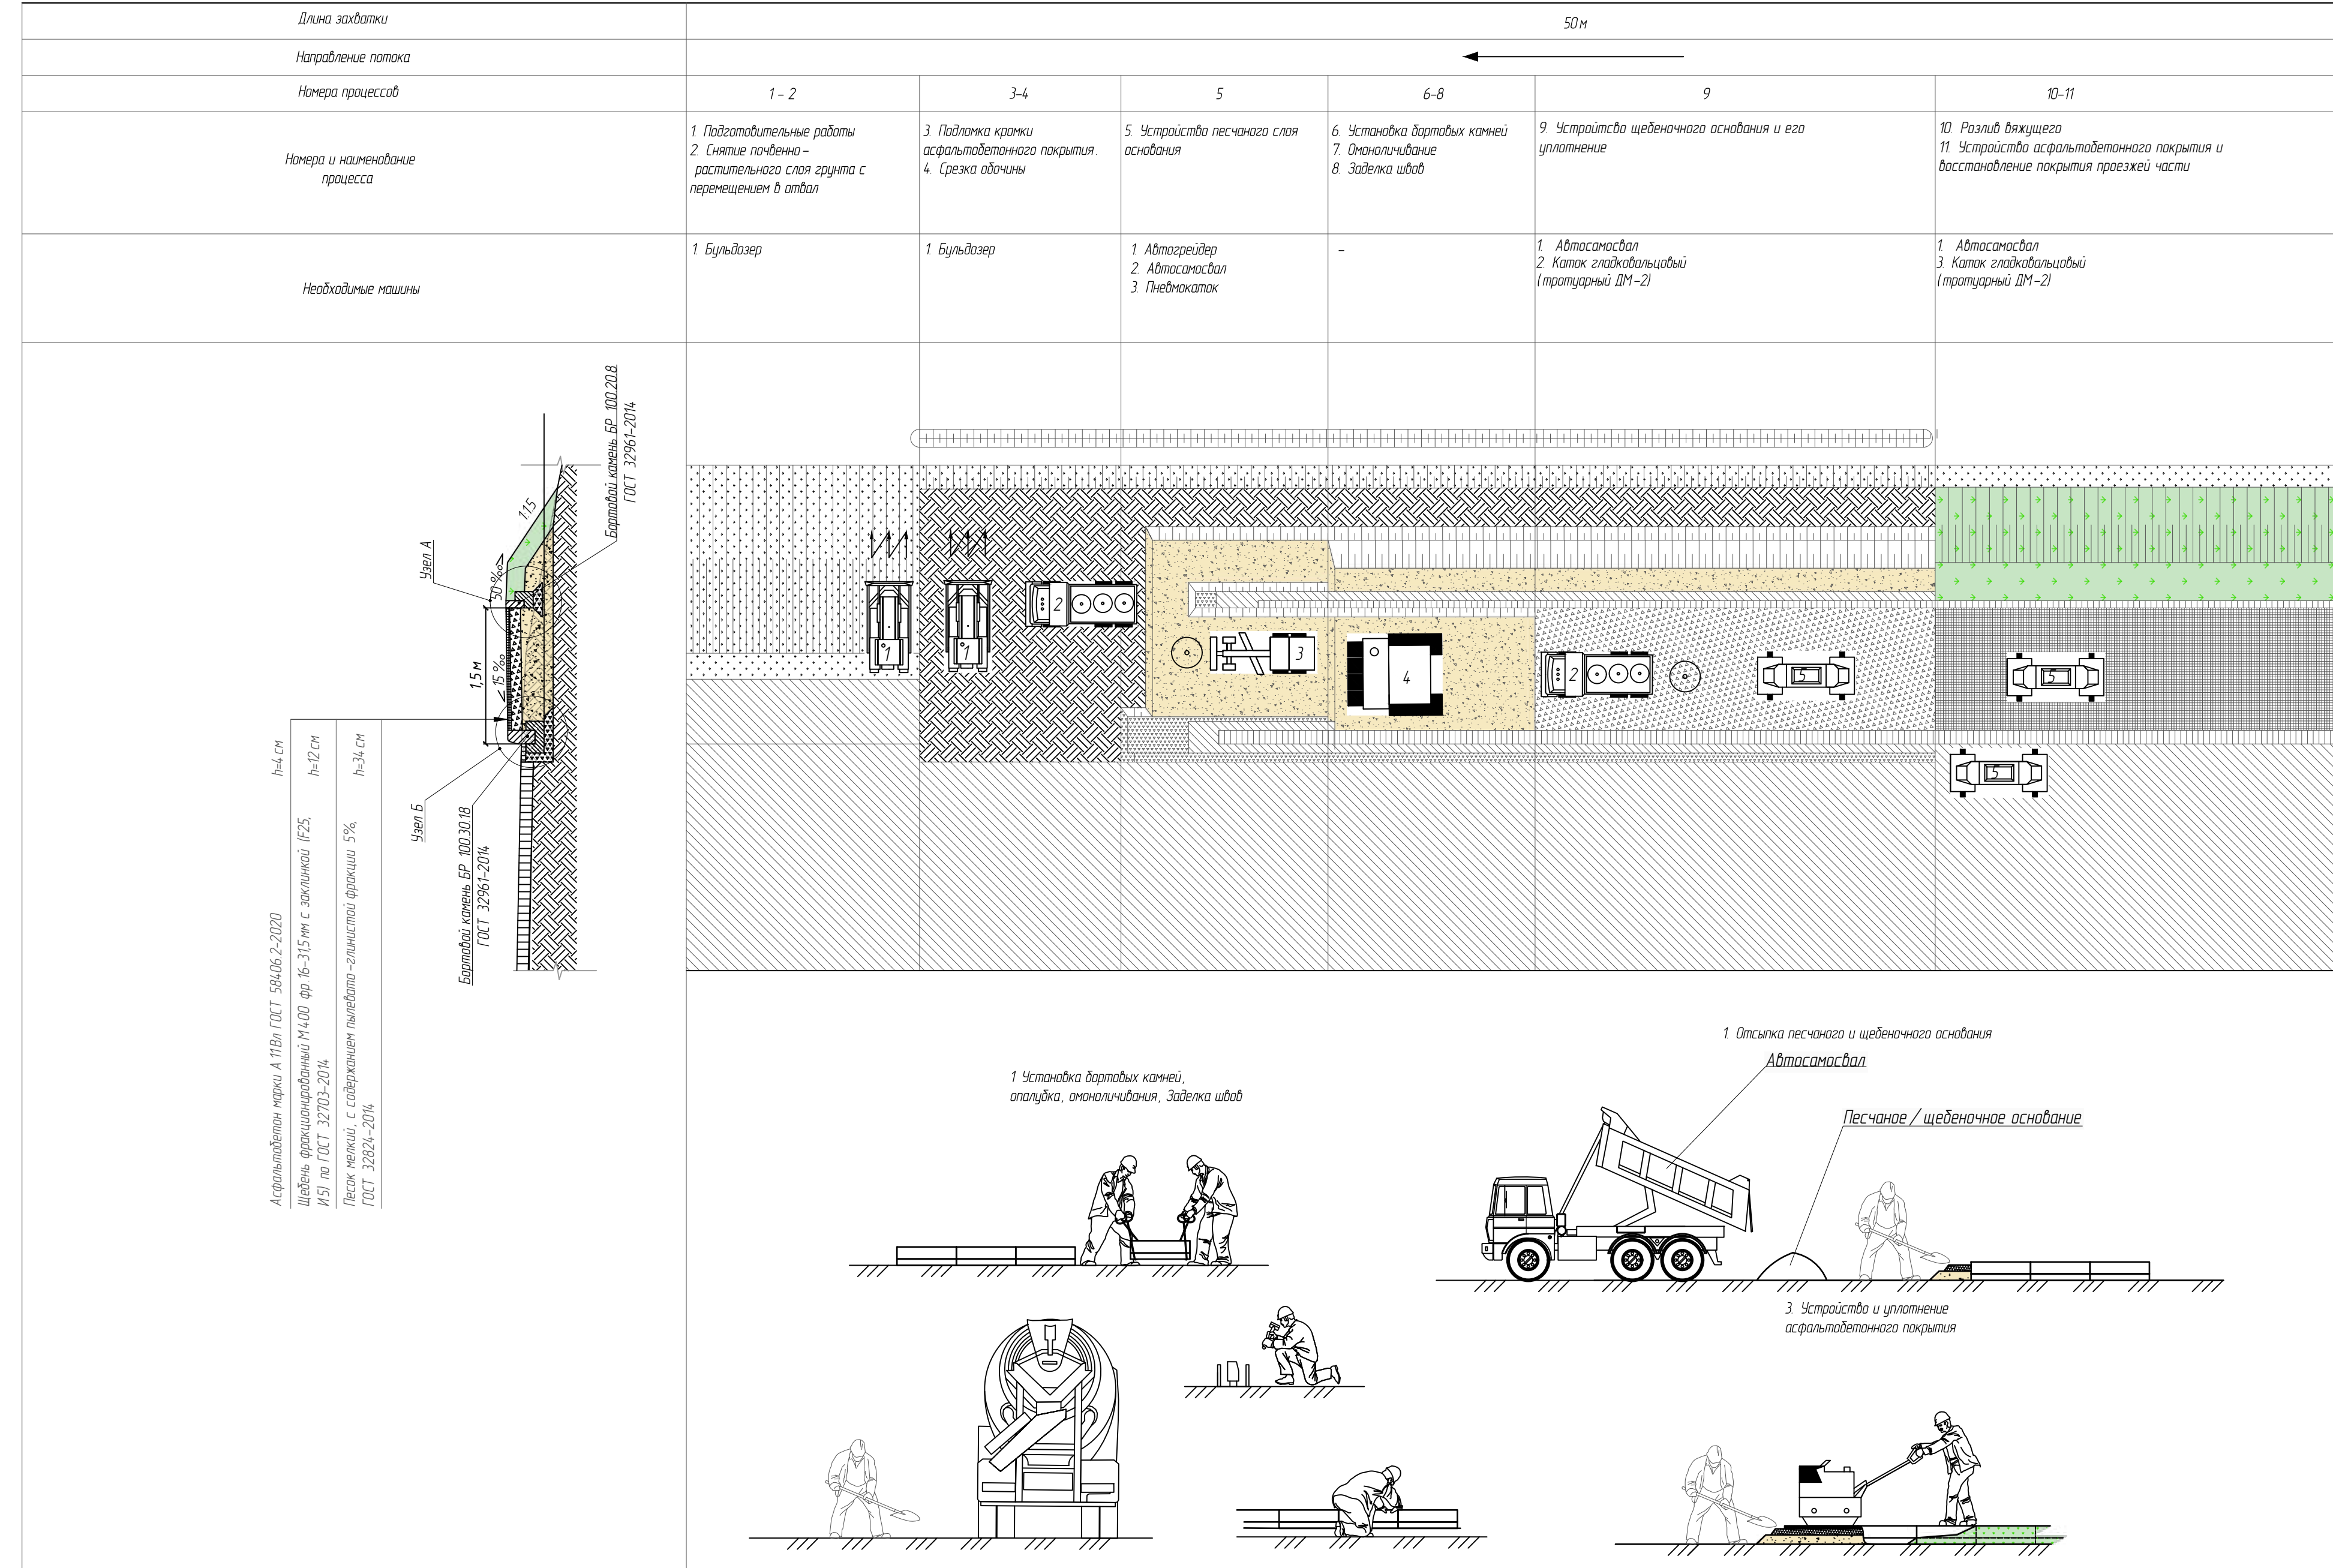 Длина захватки
50 м
Направление потока
Номера процессов
1 - 2
3-4
5
6-8
9
10-11
Номера и наименование
процесса
1. Подготовительные работы
2. Снятие почвенно -
растительного слоя грунта с
перемещением в отвал
3. Подломка кромки
асфальтобетонного покрытия.
4. Срезка обочины
5. Устройство песчаного слоя
основания
6. Установка бортовых камней
7. Омоноличивание
8. Заделка швов
9. Устройтсво щебеночного основания и его
уплотнение
10. Розлив вяжущего
11. Устройство асфальтобетонного покрытия и
восстановление покрытия проезжей части
Необходимые машины
1. Бульдозер
1. Бульдозер
1. Автогрейдер
2. Автосамосвал
3. Пневмокаток
-
1. Автосамосвал
2. Каток гладковальцовый
(тротуарный ДМ-2)
1. Автосамосвал
3. Каток гладковальцовый
(тротуарный ДМ-2)
Бортовой камень БР 100.20.8
ГОСТ 32961-2014
1:1.5
Узел А
50 ‰
15 ‰
1,5 м
Узел Б
Бортовой камень БР 100.30.18
ГОСТ 32961-2014
Асфальтобетон марки А 11Вл ГОСТ 58406.2-2020 h=4 см
Щебень фракционированный М400 фр.16-31,5 мм с заклинкой (F25, h=12 см
И5) по ГОСТ 32703-2014
Песок мелкий, с содержанием пылевато-глинистой фракции 5%, h=34 см
ГОСТ 32824-2014
1
1
2
3
4
2
5
5
5
1 Установка бортовых камней,
опалубка, омоноличивания, Заделка швов
1. Отсыпка песчаного и щебеночного основания
Автосамосвал
Песчаное / щебеночное основание
3. Устройство и уплотнение
асфальтобетонного покрытия